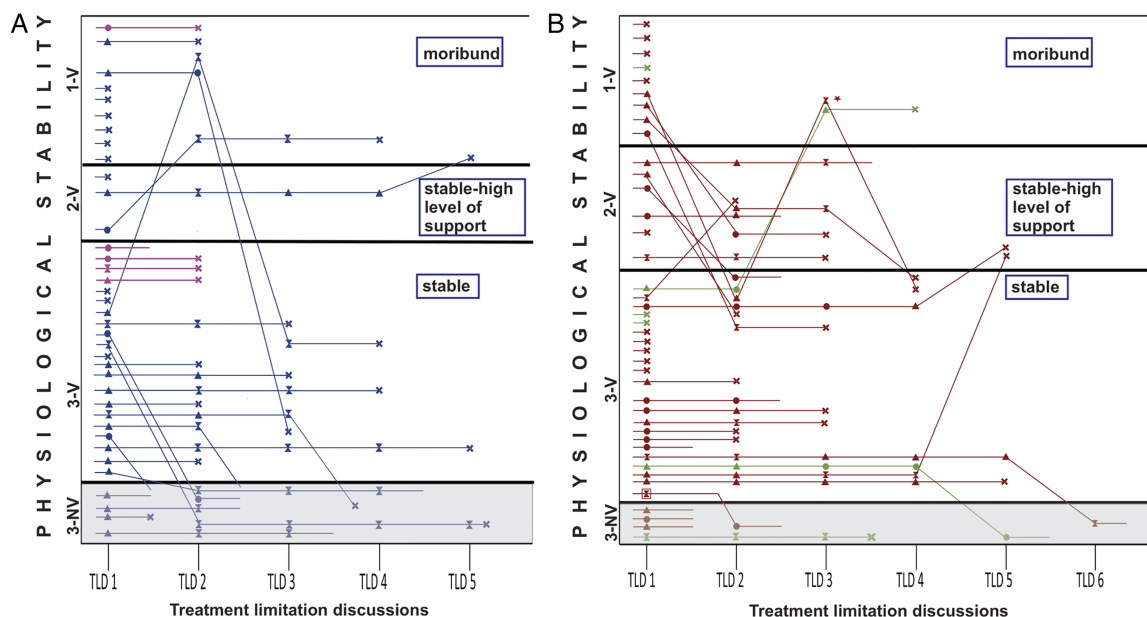 A
PHYSIOLOGICAL STABILITY
1-V
2-V
3-V
3-NV
moribund
stable-high
level of
support
stable
TLD 1
TLD 2
TLD 3
TLD 4
TLD 5
Treatment limitation discussions
B
PHYSIOLOGICAL STABILITY
1-V
2-V
3-V
3-NV
moribund
stable-high
level of
support
stable
TLD 1
TLD 2
TLD 3
TLD 4
TLD 5
TLD 6
Treatment limitation discussions